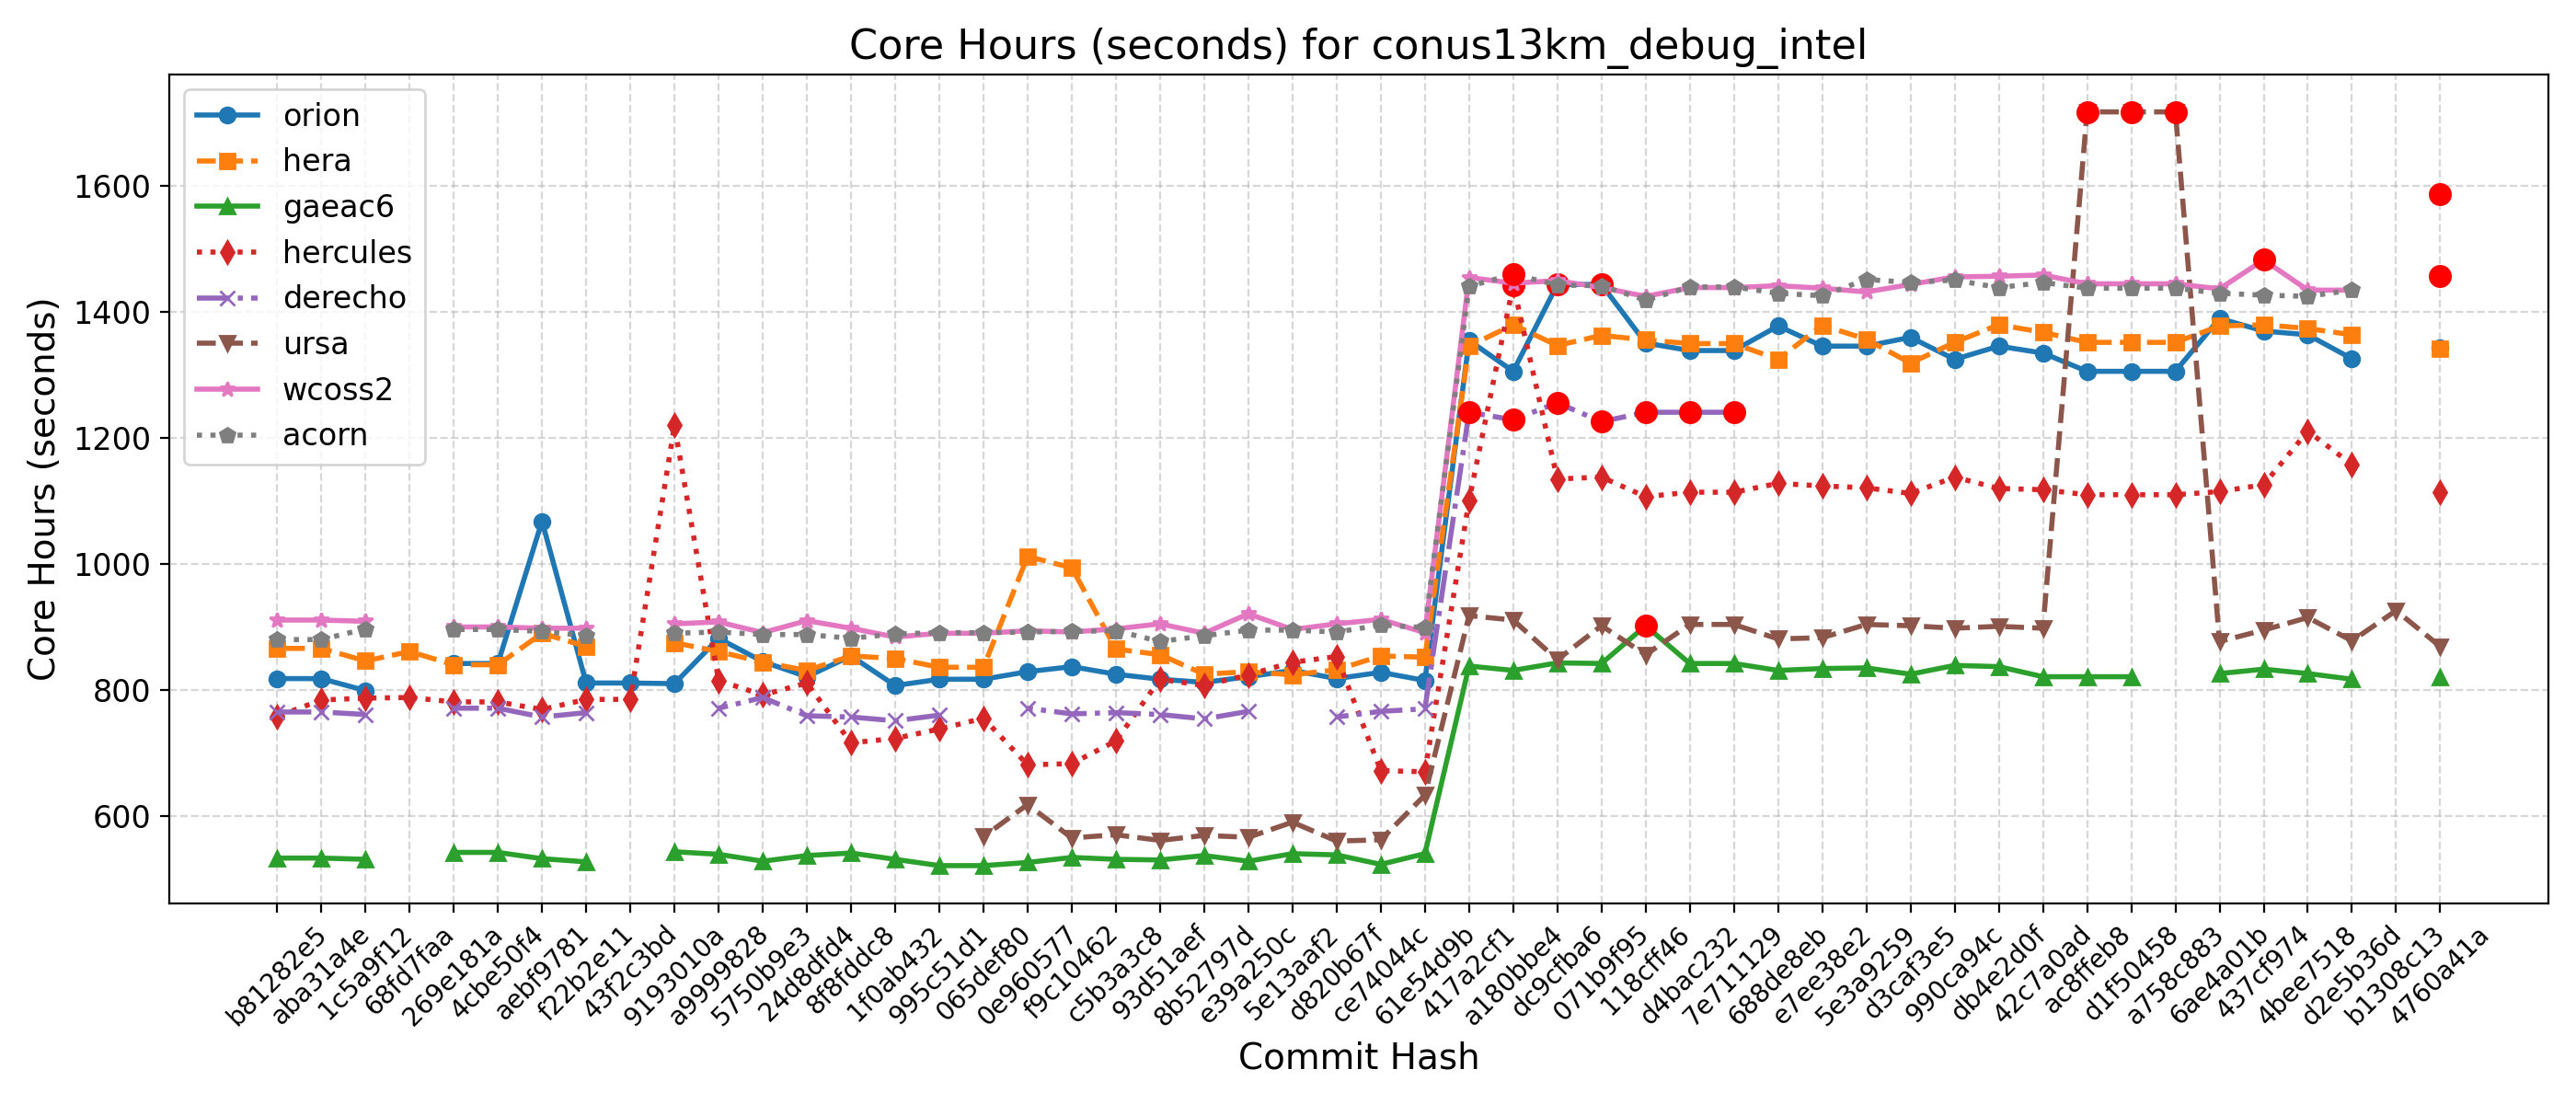 Core Hours (seconds) for conus13km_debug_intel
Core Hours (seconds)
1600
1400
1200
1000
800
600
orion
hera
gaeac6
hercules
derecho
ursa
wcoss2
acorn
b81282e5
aba31a4e
1c5a9f12
68fd7faa
269e181a
4cbe50f4
aebf9781
f22b2e11
43f2c3bd
9193010a
a9999828
5750b9e3
24d8dfd4
8f8fddc8
1f0ab432
995c51d1
065def80
0e960577
f9c10462
c5b3a3c8
93d51aef
8b52797d
e39a250c
5e13aaf2
d820b67f
ce74044c
61e54d9b
417a2cf1
a180bbe4
dc9cfba6
071b9f95
118cff46
d4bac232
7e711129
688de8eb
e7ee38e2
5e3a9259
d3caf3e5
990ca94c
db4e2d0f
42c7a0ad
ac8ffeb8
d1f50458
a758c883
6ae4a01b
437cf974
4bee7518
d2e5b36d
b1308c13
4760a41a
Commit Hash